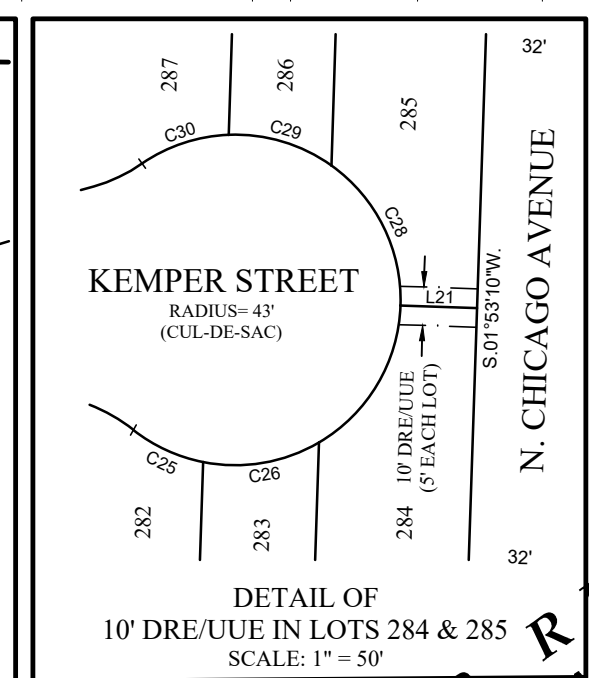 32'
287
286
285
C30
C29
C28
N. CHICAGO AVENUE
S.01°53'10"W.
KEMPER STREET
RADIUS= 43'
(CUL-DE-SAC)
L21
10' DRE/UUE
(5' EACH LOT)
C25
C26
282
283
284
32'
DETAIL OF
10' DRE/UUE IN LOTS 284 & 285
SCALE: 1" = 50'
R